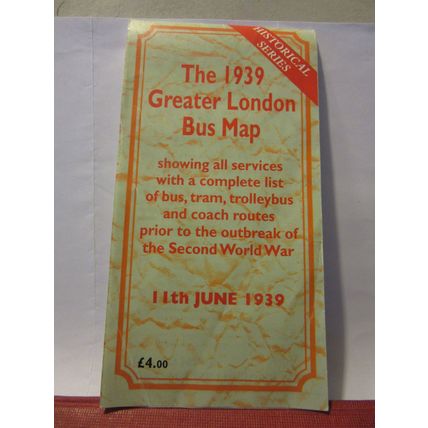 HISTORICAL
SERIES
The 1939
Greater London
Bus Map
showing all services
with a complete list
of bus, tram, trolleybus
and coach routes
prior to the outbreak of
the Second World War
11th JUNE 1939
£4.00